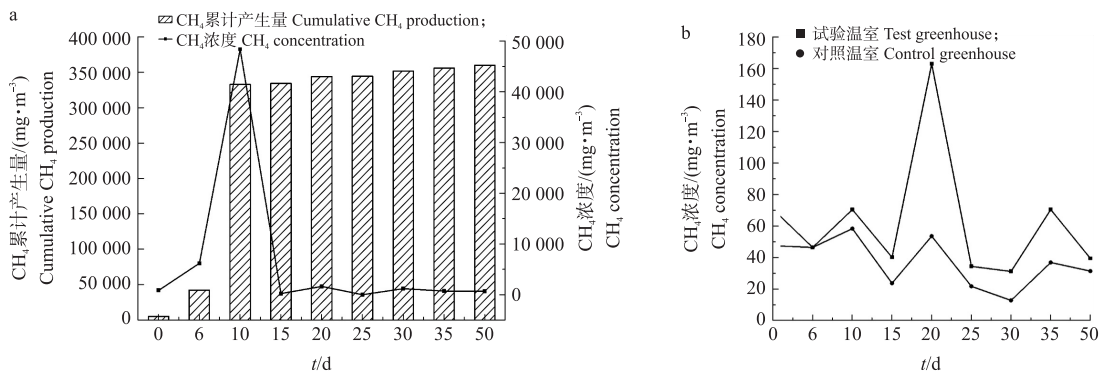 a
CH₄累计产生量 Cumulative CH₄ production;
CH₄浓度 CH₄ concentration
CH₄累计产生量/(mg•m⁻³)
Cumulative CH₄ production
400 000
350 000
300 000
250 000
200 000
150 000
100 000
50 000
0
50 000
40 000
30 000
20 000
10 000
0
CH₄浓度/(mg•m⁻³)
CH₄ concentration
0 6 10 15 20 25 30 35 50
t/d
b
试验温室 Test greenhouse;
对照温室 Control greenhouse
CH₄浓度/(mg•m⁻³)
CH₄ concentration
180
160
140
120
100
80
60
40
20
0
0 6 10 15 20 25 30 35 50
t/d